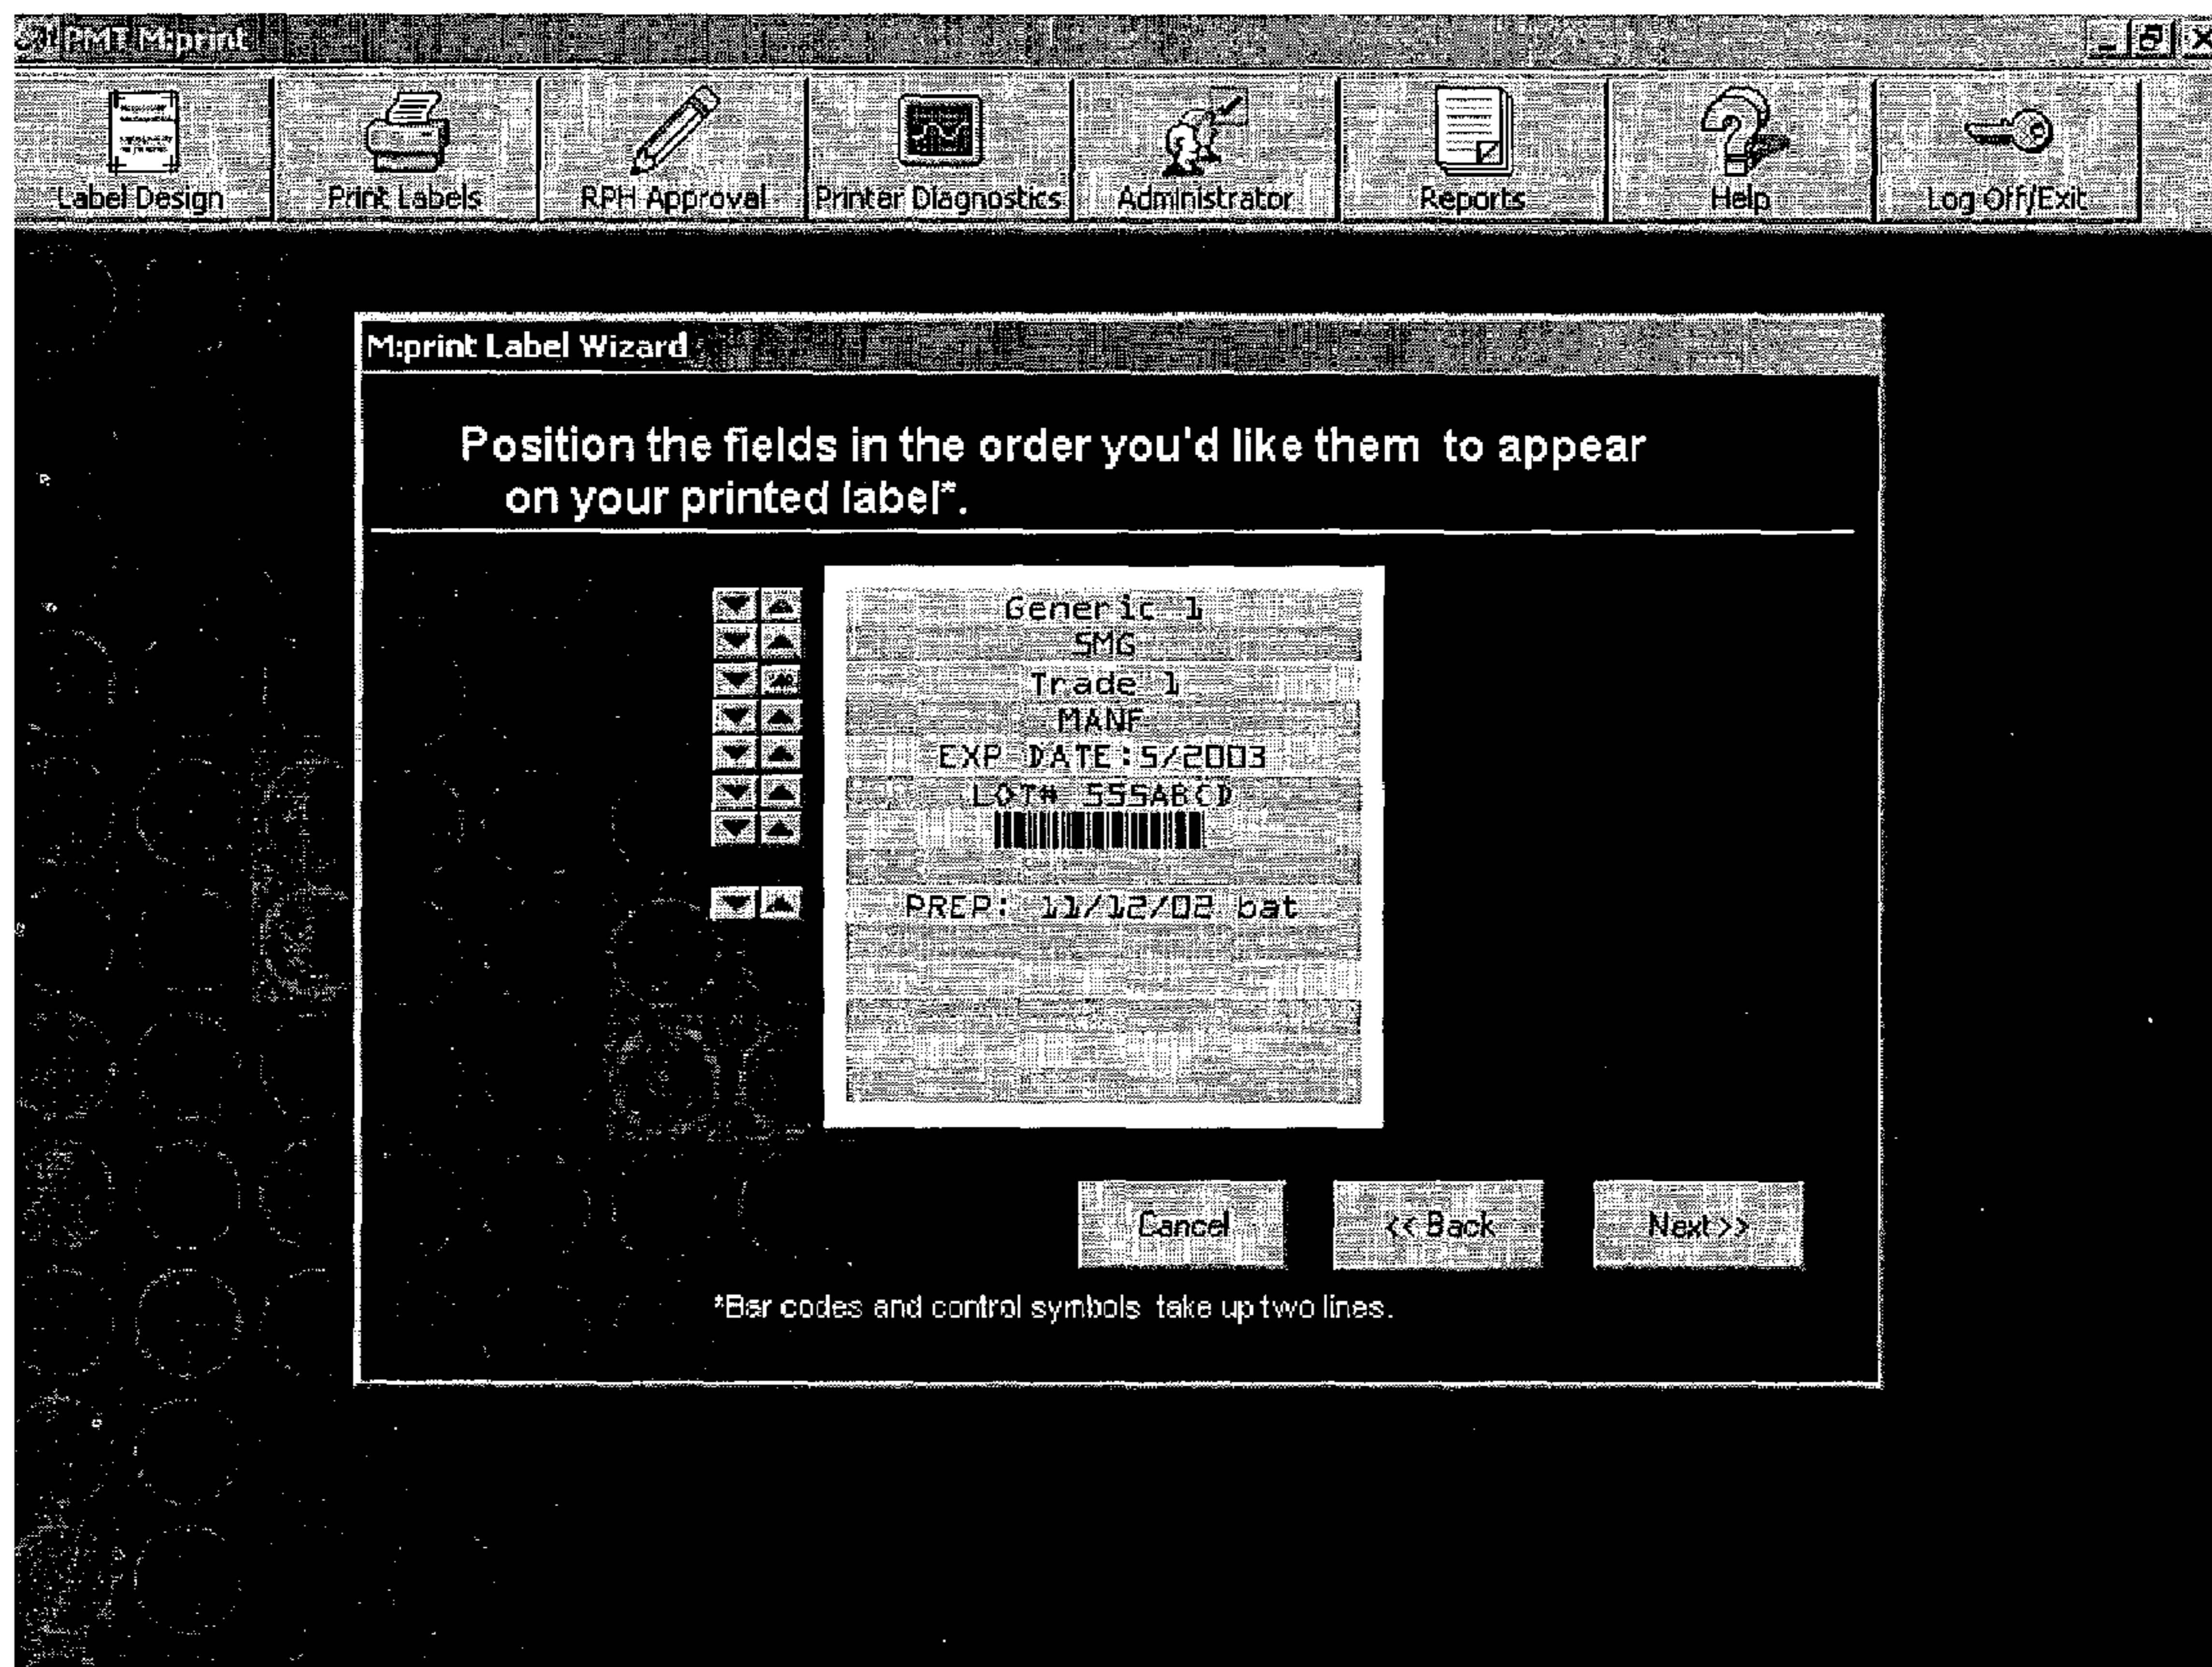 PMT M:print
Label Design
Print Labels
RPH Approval
Printer Diagnostics
Administrator
Reports
Help
Log Off/Exit
M:print Label Wizard
Position the fields in the order you'd like them to appear
on your printed label*.
Generic 1
5MG
Trade 1
MANF
EXP DATE:5/2003
LOT# 555ABCD
PREP: 11/12/02 bat
Cancel
<< Back
Next>>
*Bar codes and control symbols take up two lines.